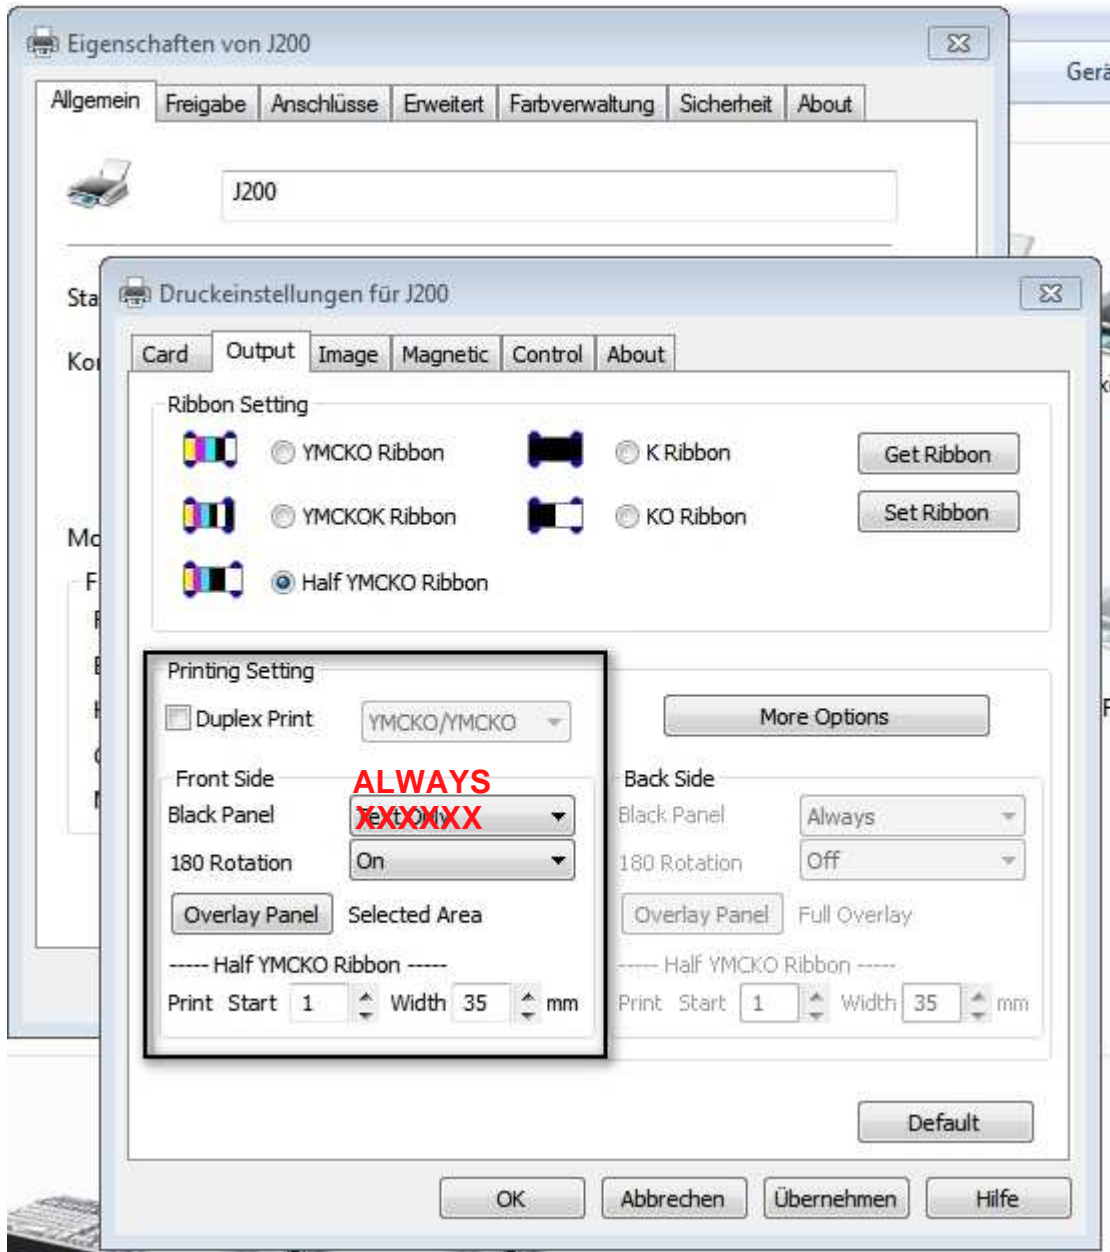 Eigenschaften von J200
Gerä
Allgemein Freigabe Anschlüsse Erweitert Farbverwaltung Sicherheit About
J200
Sta
Druckeinstellungen für J200
Kor
Card Output Image Magnetic Control About
Ribbon Setting
YMCKO Ribbon K Ribbon Get Ribbon
YMCKOK Ribbon KO Ribbon Set Ribbon
Mo
Half YMCKO Ribbon
F
Printing Setting
Duplex Print YMCKO/YMCKO More Options
Front Side ALWAYS Back Side
Black Panel XXXXXX Black Panel Always
180 Rotation On 180 Rotation Off
Overlay Panel Selected Area Overlay Panel Full Overlay
----- Half YMCKO Ribbon ----- ----- Half YMCKO Ribbon -----
Print Start 1 Width 35 mm Print Start 1 Width 35 mm
Default
OK Abbrechen Übernehmen Hilfe